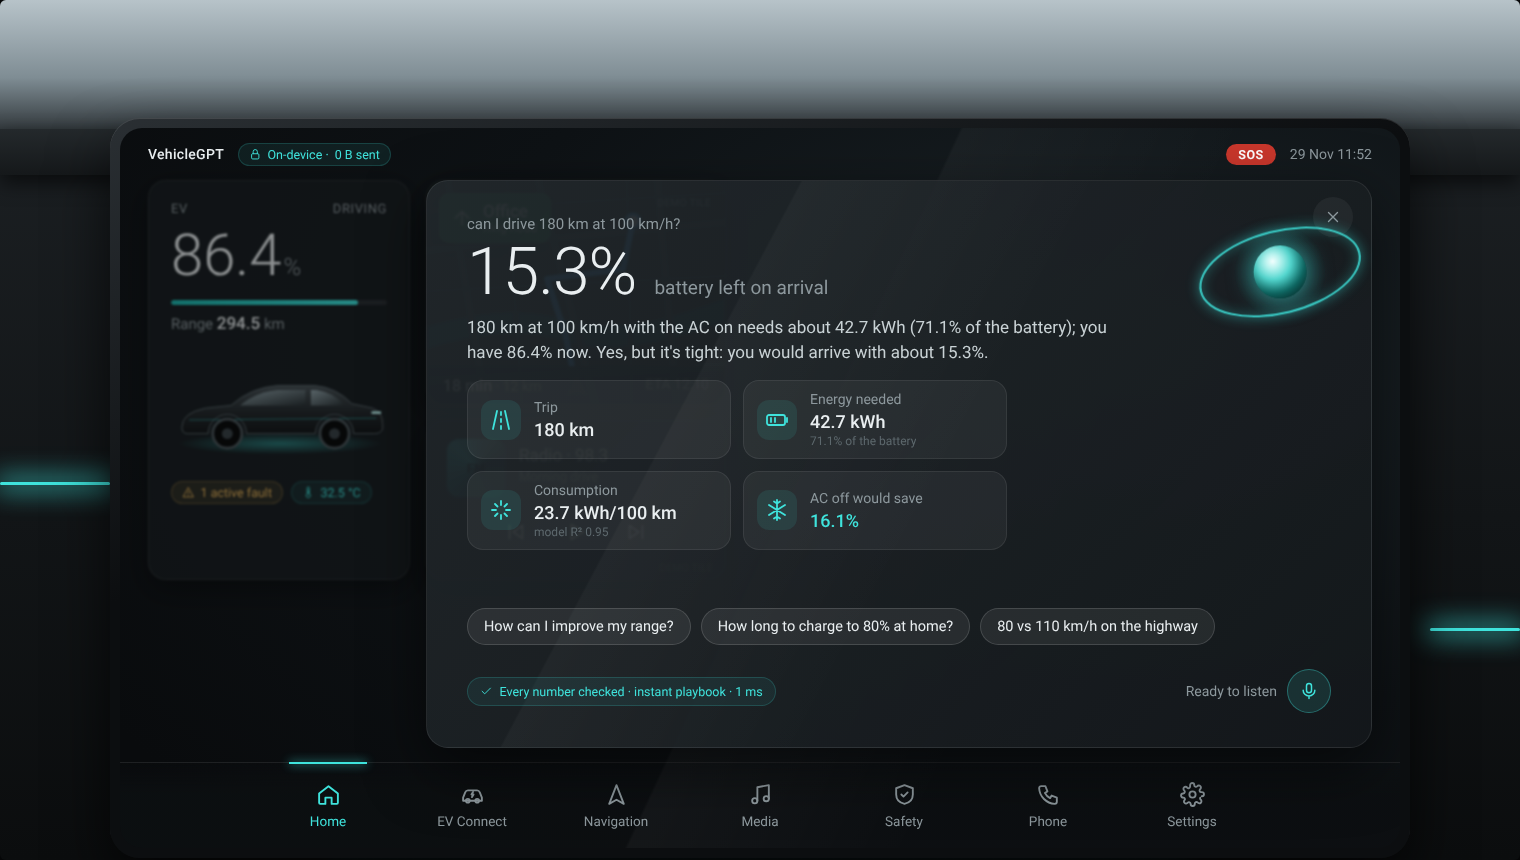 VehicleGPT
On-device · 0 B sent
SOS
29 Nov 11:52
EV
DRIVING
86.4%
Range 294.5 km
1 active fault
32.5 °C
can I drive 180 km at 100 km/h?
15.3% battery left on arrival
180 km at 100 km/h with the AC on needs about 42.7 kWh (71.1% of the battery); you
have 86.4% now. Yes, but it's tight: you would arrive with about 15.3%.
Trip
180 km
Energy needed
42.7 kWh
71.1% of the battery
Consumption
23.7 kWh/100 km
model R² 0.95
AC off would save
16.1%
How can I improve my range?
How long to charge to 80% at home?
80 vs 110 km/h on the highway
Every number checked · instant playbook · 1 ms
Ready to listen
Home
EV Connect
Navigation
Media
Safety
Phone
Settings